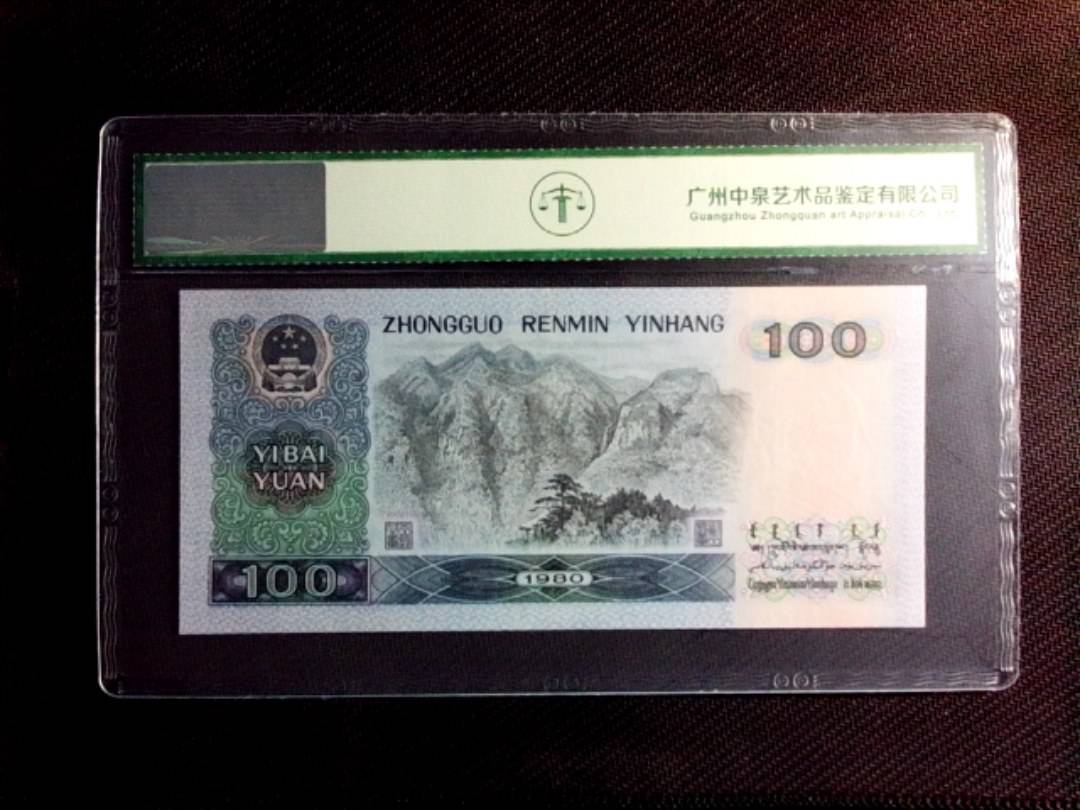 广州中泉艺术品鉴定有限公司
Guangzhou Zhongquan art Appraisal Co., Ltd
ZHONGGUO RENMIN YINHANG
100
YIBAI
YUAN
100
1980